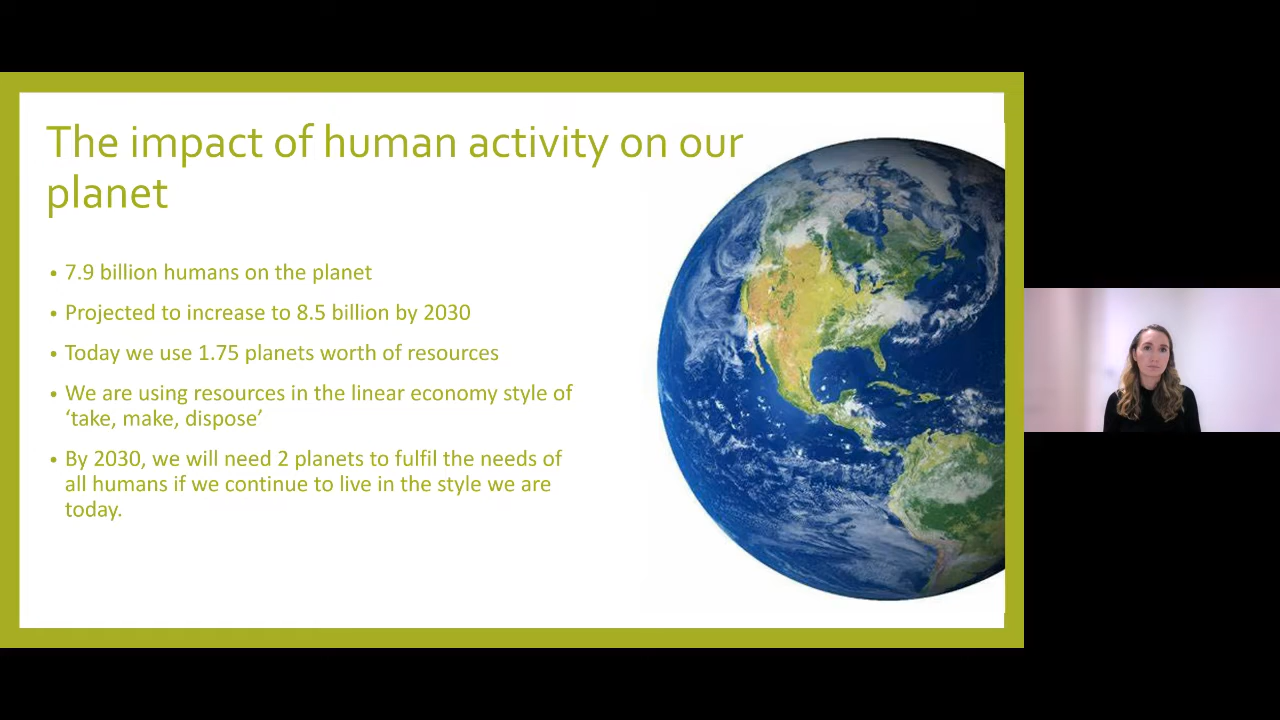 The impact of human activity on our
planet
• 7.9 billion humans on the planet
• Projected to increase to 8.5 billion by 2030
• Today we use 1.75 planets worth of resources
• We are using resources in the linear economy style of
‘take, make, dispose’
• By 2030, we will need 2 planets to fulfil the needs of
all humans if we continue to live in the style we are
today.